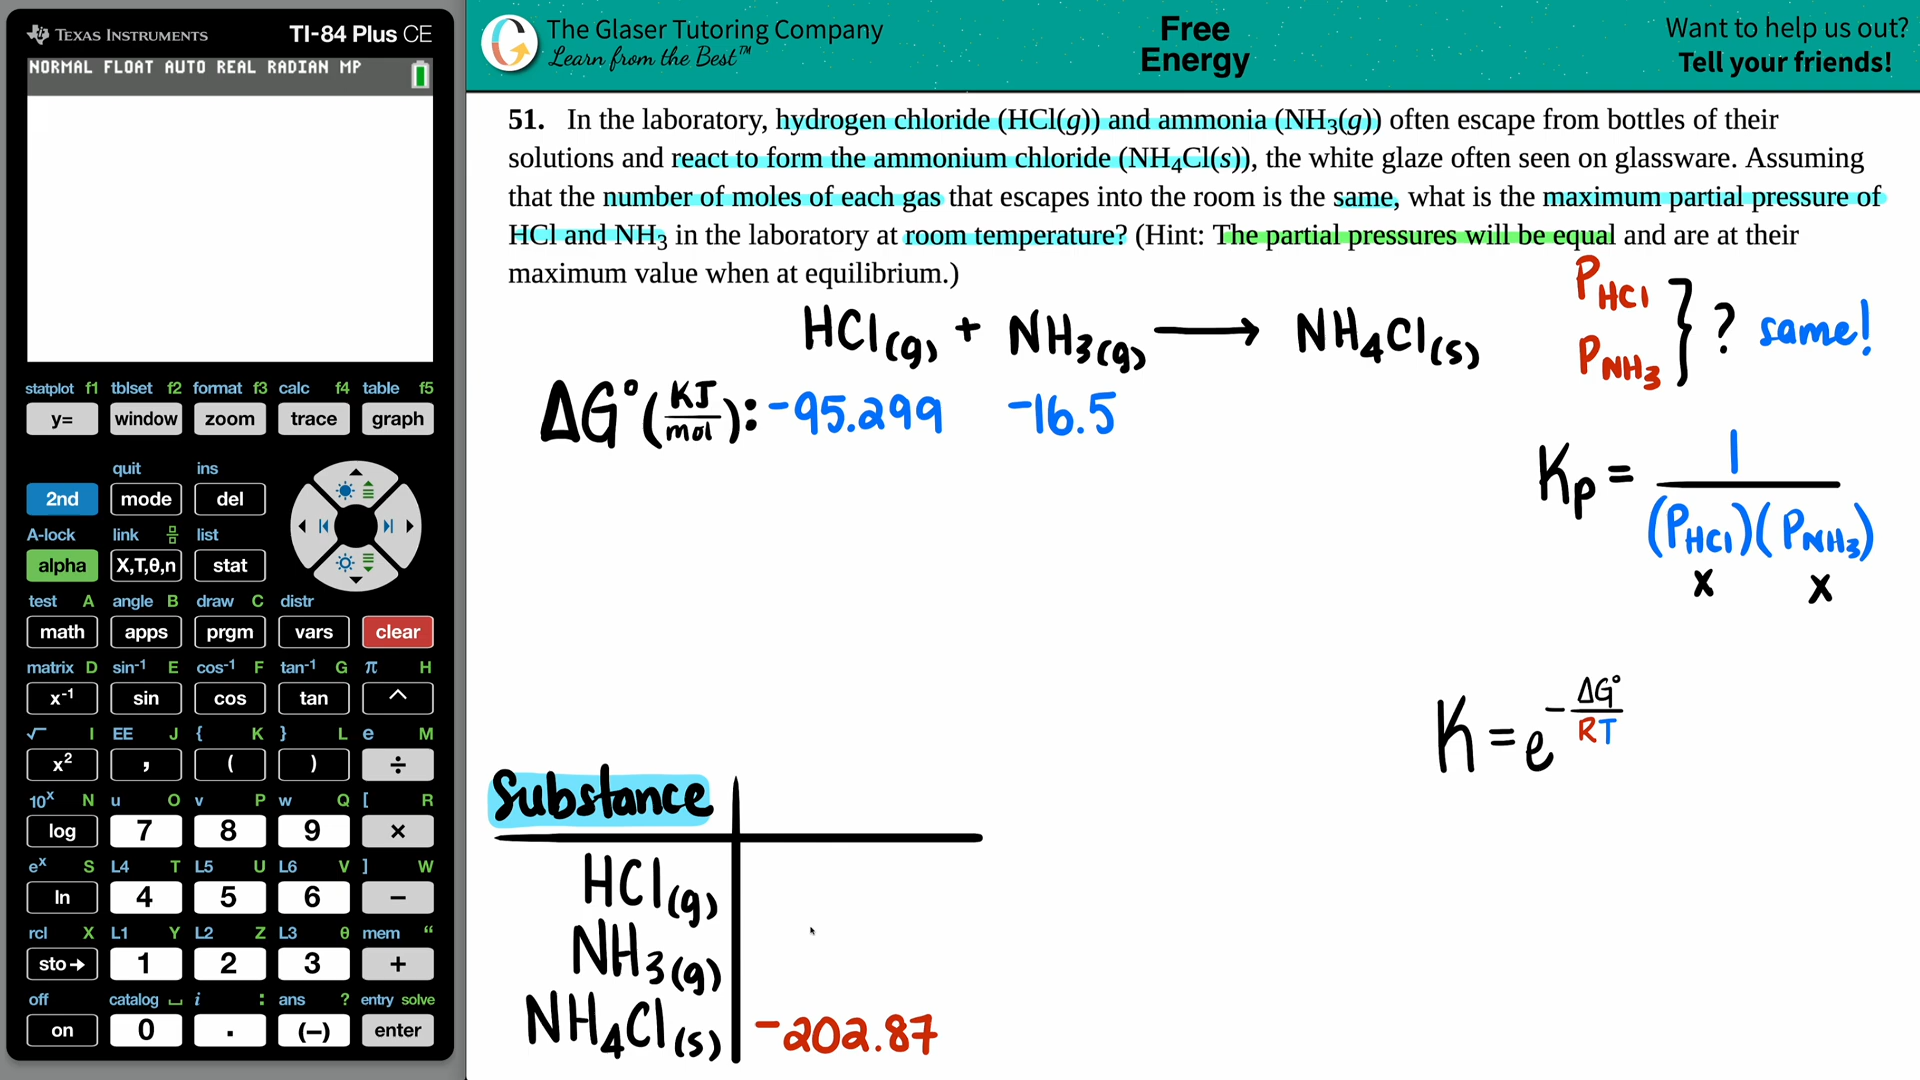 TEXAS INSTRUMENTS TI-84 Plus CE
NORMAL FLOAT AUTO REAL RADIAN MP
statplot f1 tblset f2 format f3 calc f4 table f5
y= window zoom trace graph
quit ins
2nd mode del
A-lock link list
alpha X,T,θ,n stat
test A angle B draw C distr
math apps prgm vars clear
matrix D sin⁻¹ E cos⁻¹ F tan⁻¹ G π H
x⁻¹ sin cos tan ^
√ I EE J { K } L e M
x² , ( ) ÷
10ˣ N u O v P w Q [ R
log 7 8 9 ×
eˣ S L4 T L5 U L6 V ] W
ln 4 5 6 −
rcl X L1 Y L2 Z L3 θ mem “
sto→ 1 2 3 +
off catalog ⎵ i : ans ? entry solve
on 0 . (−) enter
The Glaser Tutoring Company
Learn from the Best™
Free
Energy
Want to help us out?
Tell your friends!
51. In the laboratory, hydrogen chloride (HCl(g)) and ammonia (NH₃(g)) often escape from bottles of their
solutions and react to form the ammonium chloride (NH₄Cl(s)), the white glaze often seen on glassware. Assuming
that the number of moles of each gas that escapes into the room is the same, what is the maximum partial pressure of
HCl and NH₃ in the laboratory at room temperature? (Hint: The partial pressures will be equal and are at their
maximum value when at equilibrium.)
HCl(g) + NH₃(g) ⟶ NH₄Cl(s)
P HCl
P NH₃
} ? same!
ΔG° (KJ/mol): -95.299 -16.5
Kp = 1 / (P HCl)(P NH₃)
x x
K = e^-ΔG°/RT
Substance
HCl(g)
NH₃(g)
NH₄Cl(s) -202.87